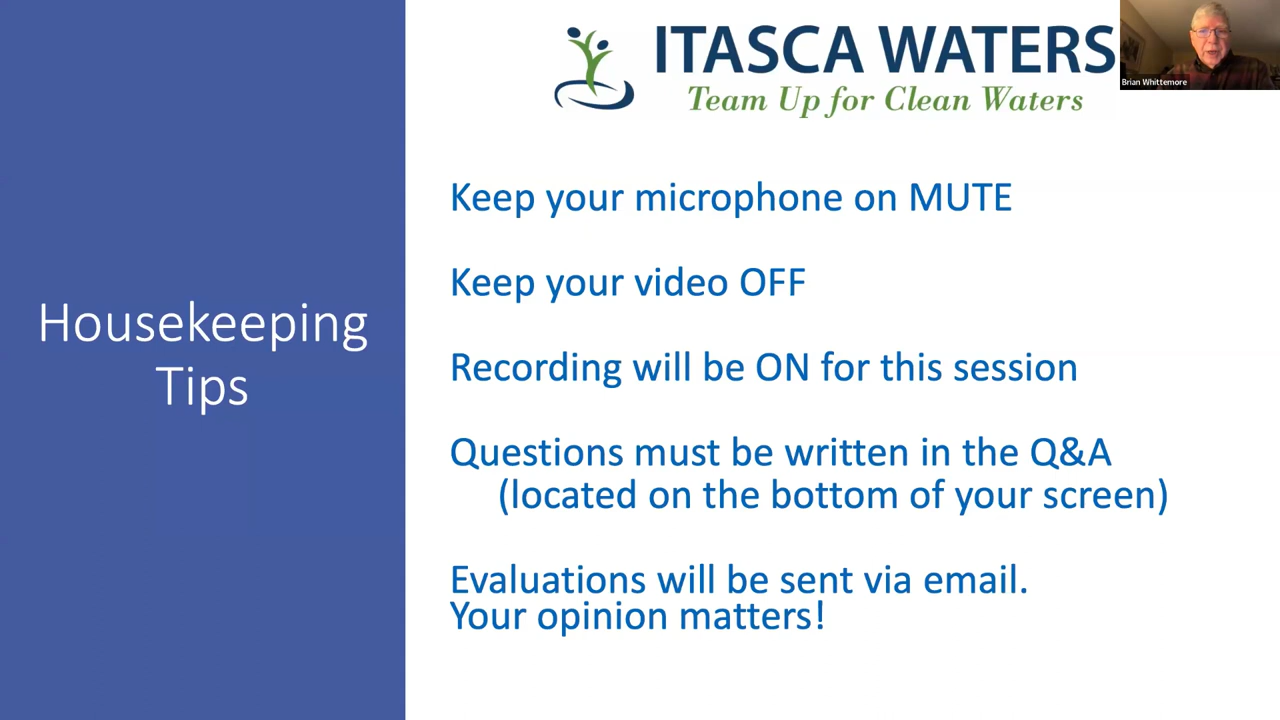 ITASCA WATERS
Team Up for Clean Waters
Brian Whittemore
Housekeeping
Tips
Keep your microphone on MUTE
Keep your video OFF
Recording will be ON for this session
Questions must be written in the Q&A
(located on the bottom of your screen)
Evaluations will be sent via email.
Your opinion matters!